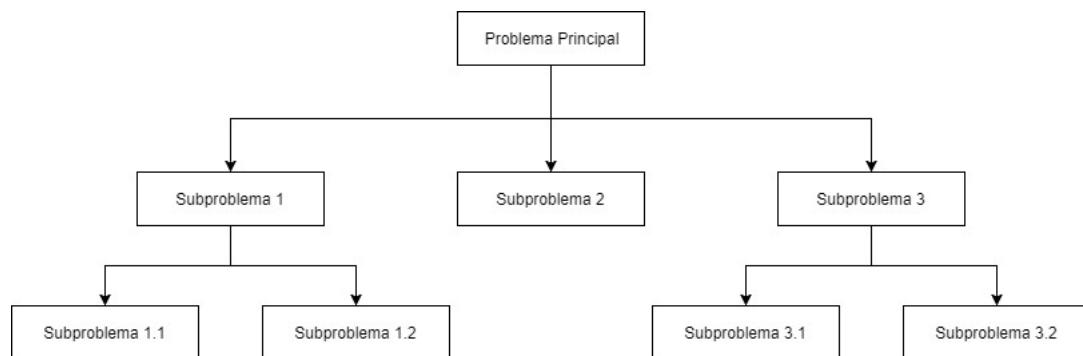 Problema Principal
Subproblema 1
Subproblema 2
Subproblema 3
Subproblema 1.1
Subproblema 1.2
Subproblema 3.1
Subproblema 3.2